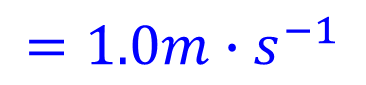 = 1.0m · s⁻¹